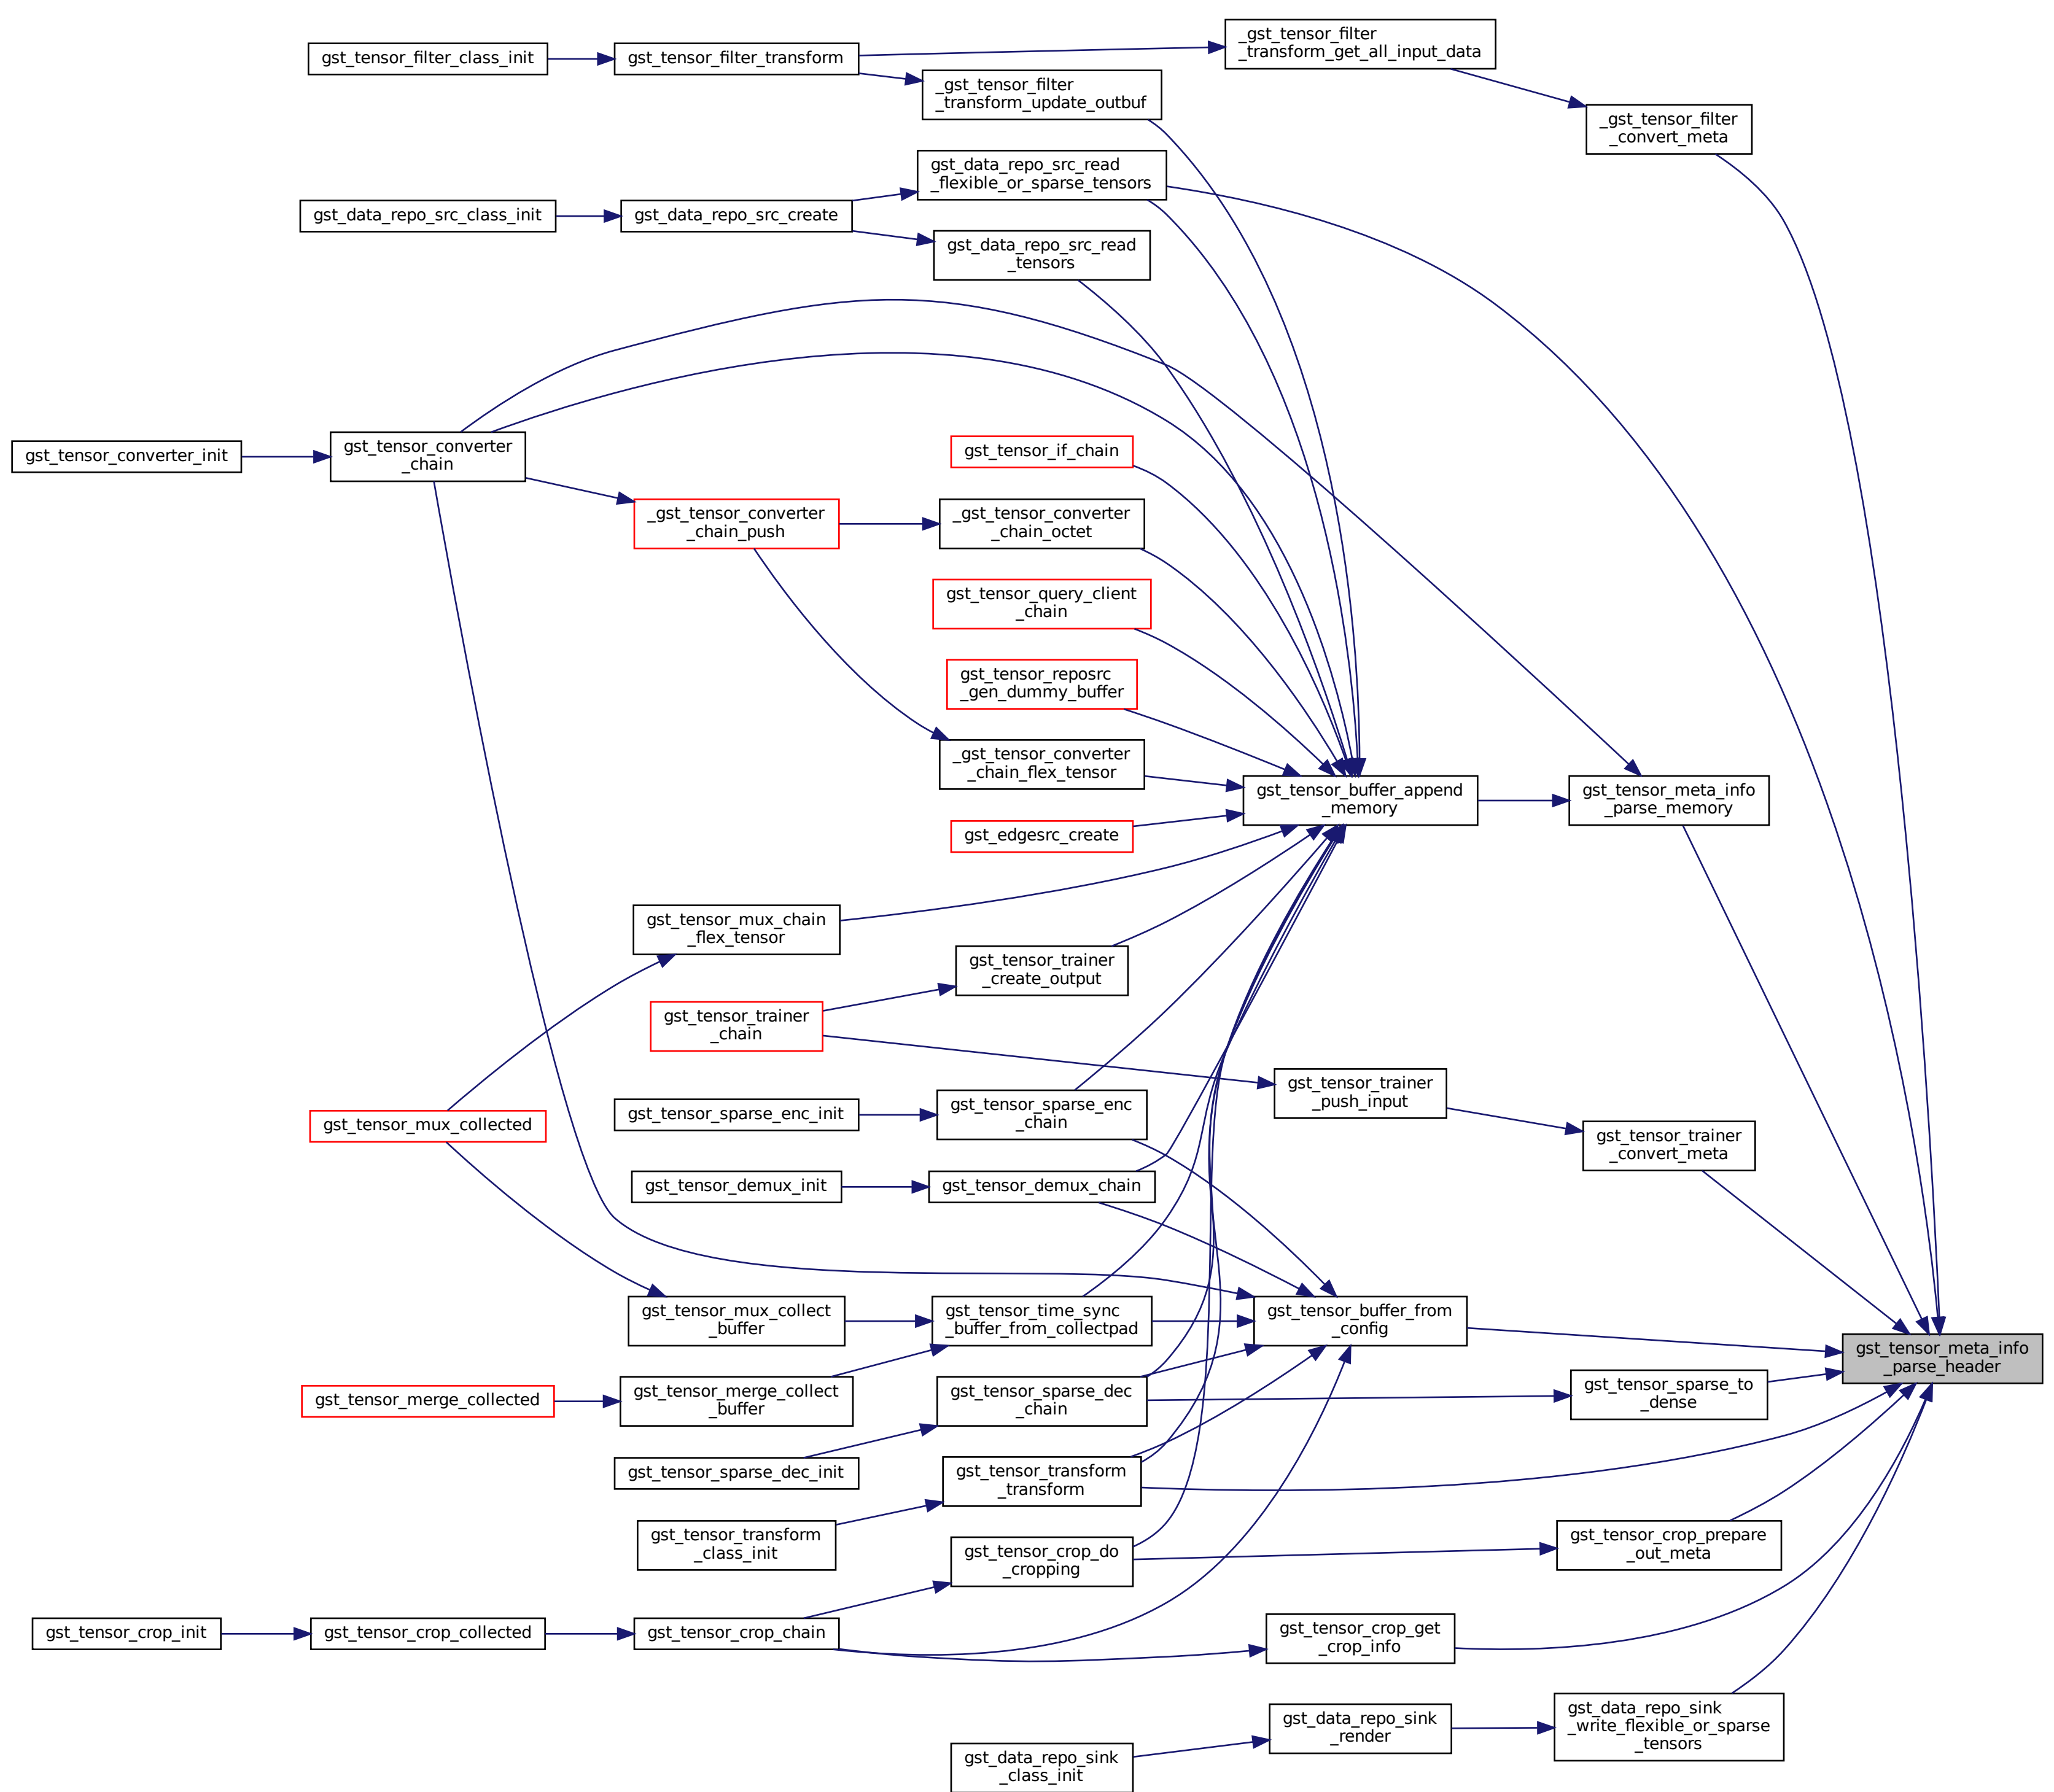 _gst_tensor_filter
_transform_get_all_input_data
gst_tensor_filter_class_init
gst_tensor_filter_transform
_gst_tensor_filter
_transform_update_outbuf
_gst_tensor_filter
_convert_meta
gst_data_repo_src_read
_flexible_or_sparse_tensors
gst_data_repo_src_class_init
gst_data_repo_src_create
gst_data_repo_src_read
_tensors
gst_tensor_converter_init
gst_tensor_converter
_chain
gst_tensor_if_chain
_gst_tensor_converter
_chain_push
_gst_tensor_converter
_chain_octet
gst_tensor_query_client
_chain
gst_tensor_reposrc
_gen_dummy_buffer
_gst_tensor_converter
_chain_flex_tensor
gst_tensor_buffer_append
_memory
gst_tensor_meta_info
_parse_memory
gst_edgesrc_create
gst_tensor_mux_chain
_flex_tensor
gst_tensor_trainer
_create_output
gst_tensor_trainer
_chain
gst_tensor_trainer
_push_input
gst_tensor_sparse_enc_init
gst_tensor_sparse_enc
_chain
gst_tensor_mux_collected
gst_tensor_trainer
_convert_meta
gst_tensor_demux_init
gst_tensor_demux_chain
gst_tensor_mux_collect
_buffer
gst_tensor_time_sync
_buffer_from_collectpad
gst_tensor_buffer_from
_config
gst_tensor_meta_info
_parse_header
gst_tensor_merge_collected
gst_tensor_merge_collect
_buffer
gst_tensor_sparse_dec
_chain
gst_tensor_sparse_to
_dense
gst_tensor_sparse_dec_init
gst_tensor_transform
_transform
gst_tensor_transform
_class_init
gst_tensor_crop_do
_cropping
gst_tensor_crop_prepare
_out_meta
gst_tensor_crop_init
gst_tensor_crop_collected
gst_tensor_crop_chain
gst_tensor_crop_get
_crop_info
gst_data_repo_sink
_render
gst_data_repo_sink
_write_flexible_or_sparse
_tensors
gst_data_repo_sink
_class_init